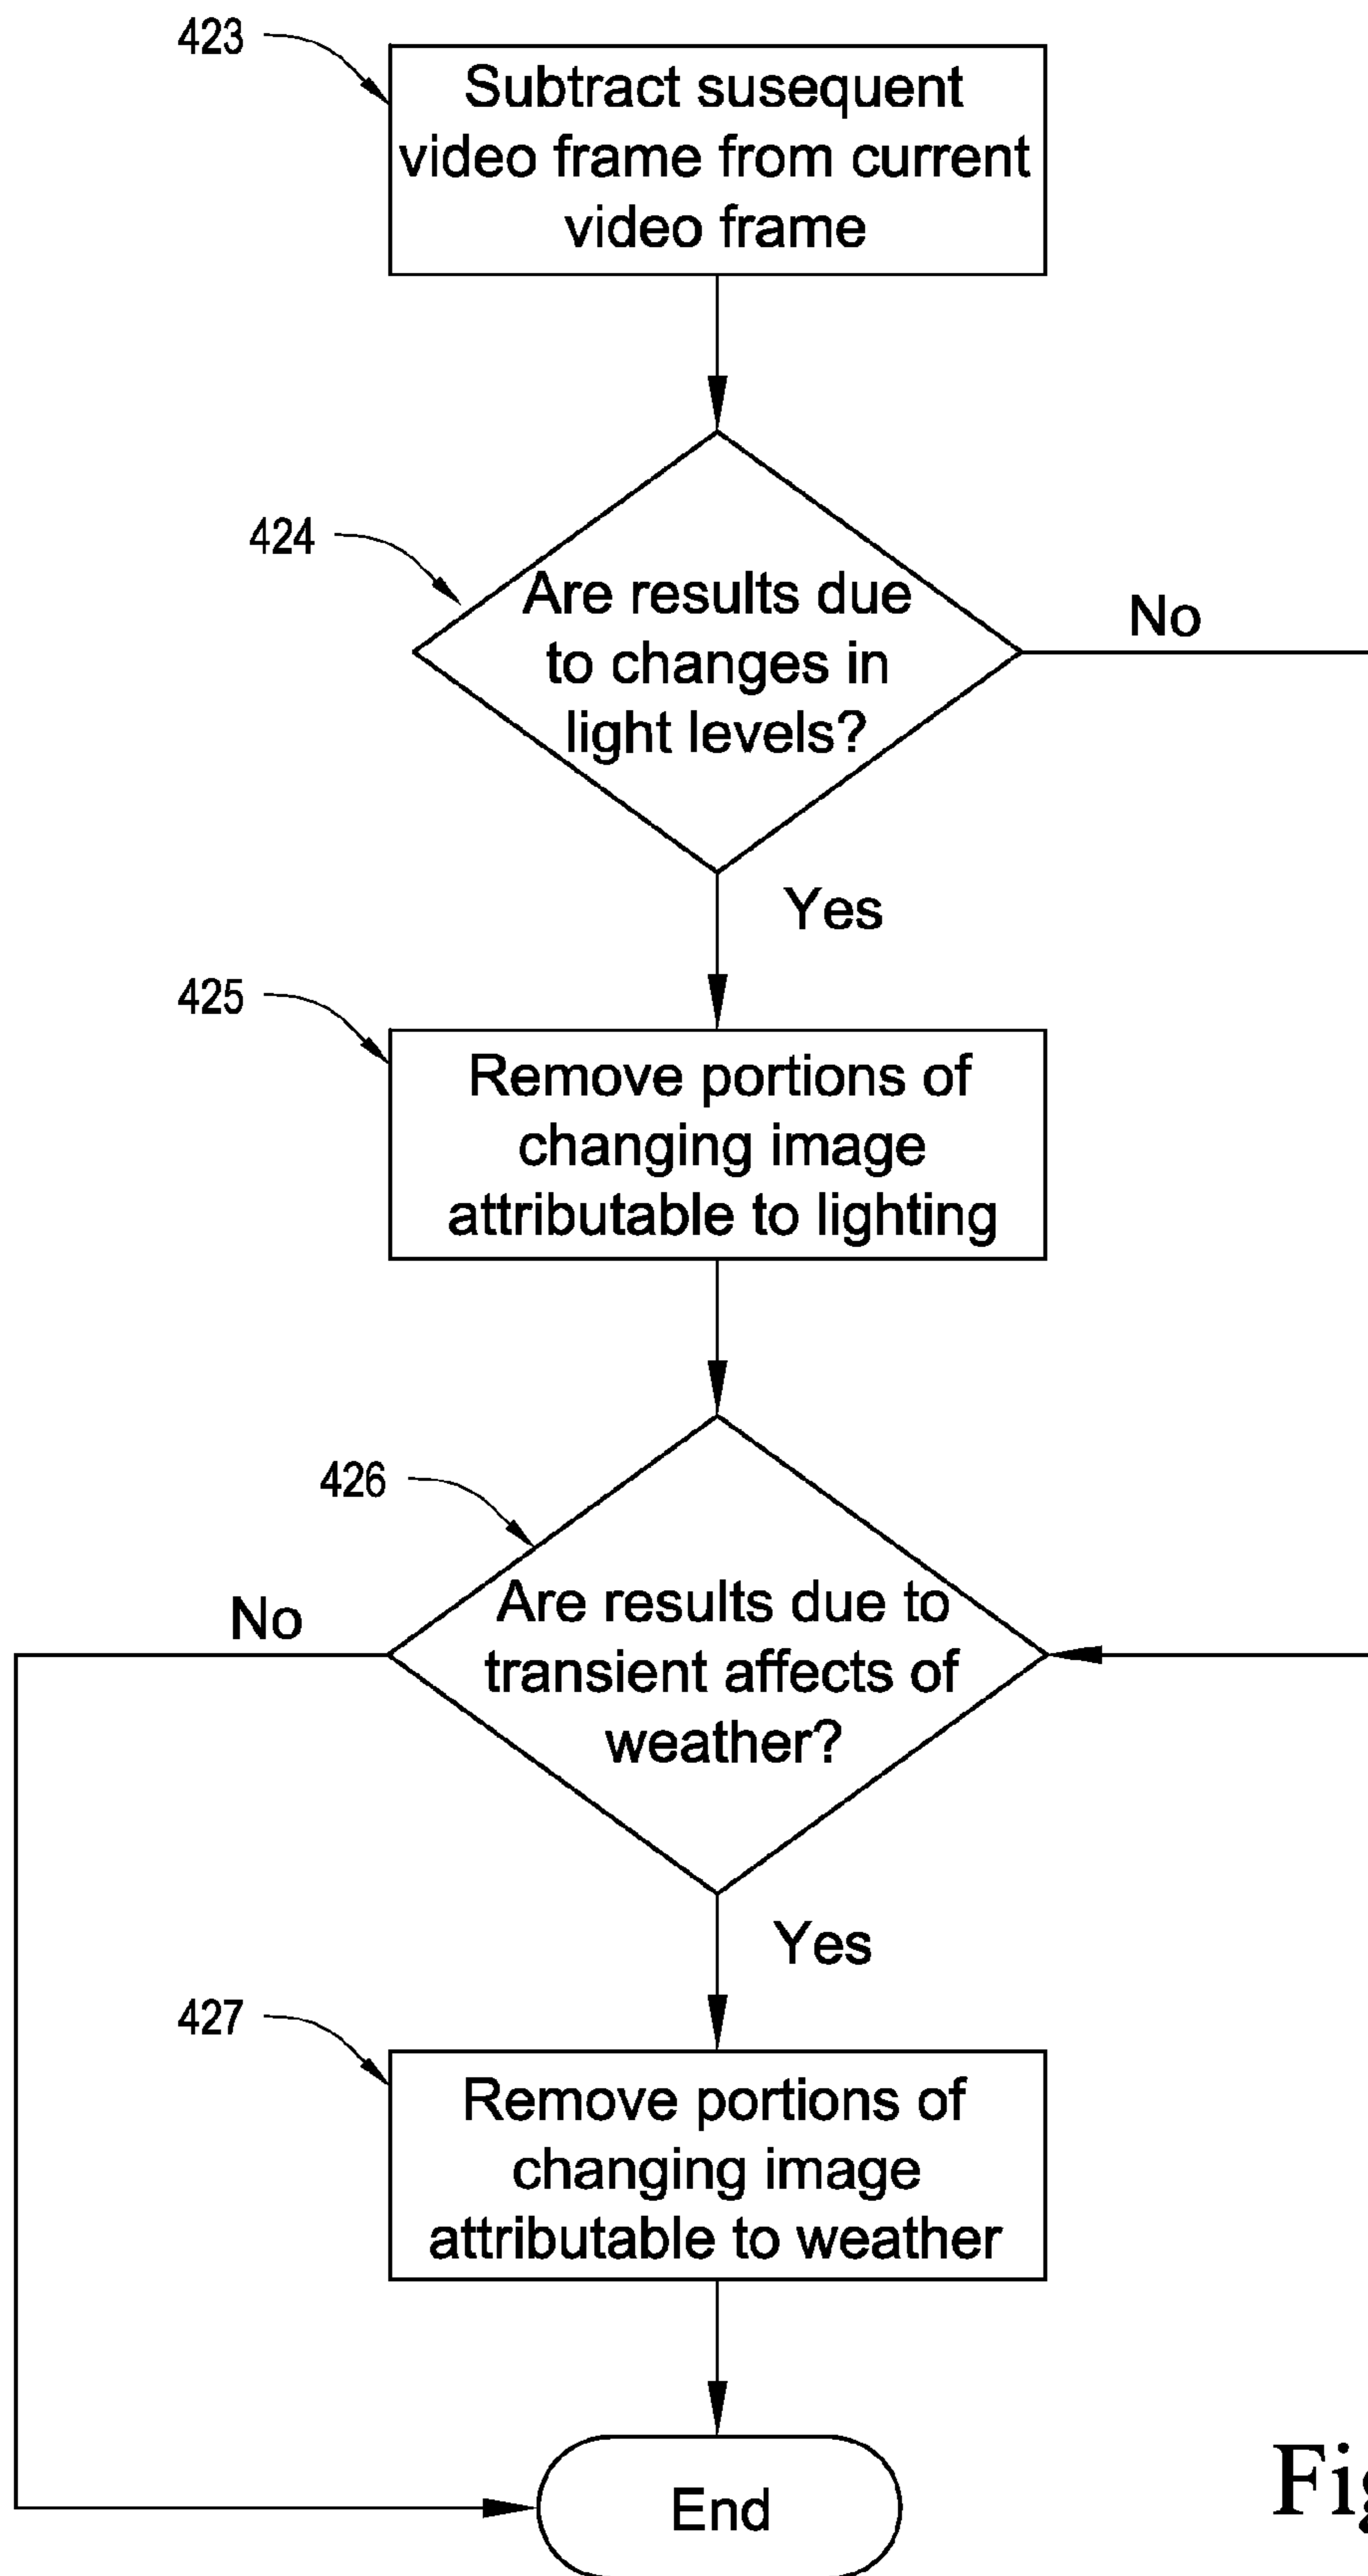 423
Subtract susequent
video frame from current
video frame
424
Are results due
to changes in
light levels?
No
Yes
425
Remove portions of
changing image
attributable to lighting
426
No
Are results due to
transient affects of
weather?
Yes
427
Remove portions of
changing image
attributable to weather
End